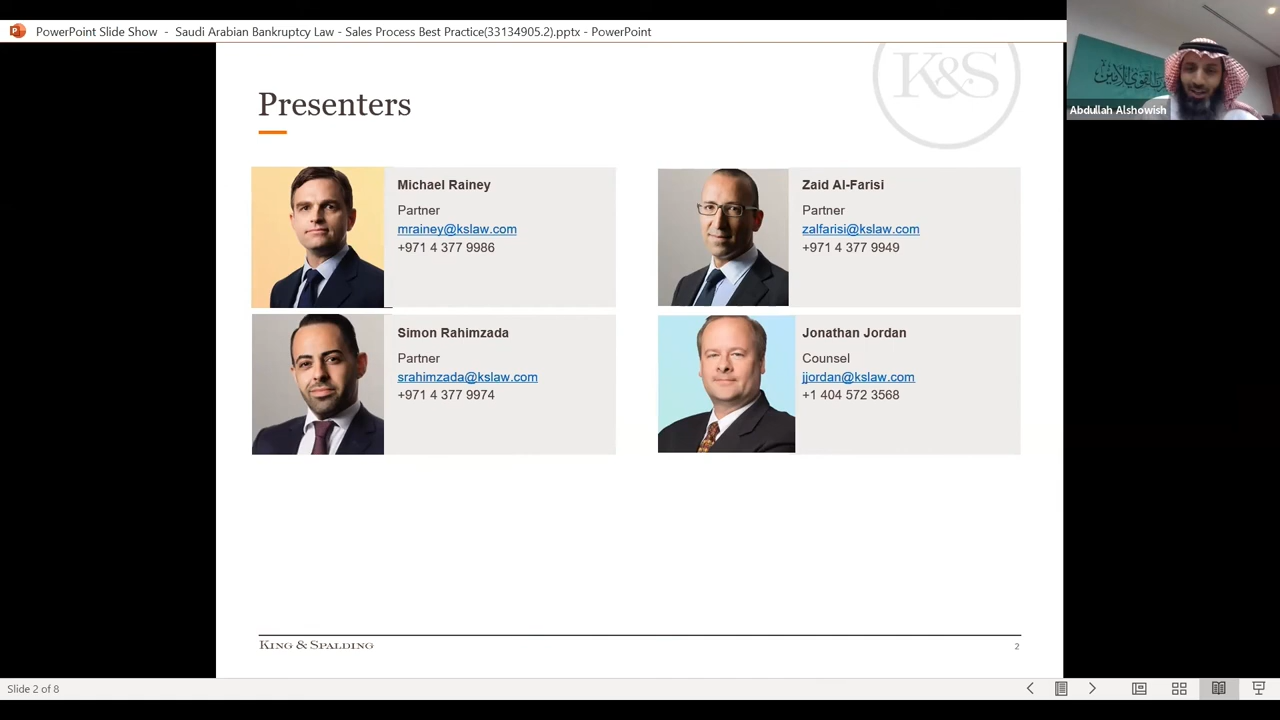 PowerPoint Slide Show - Saudi Arabian Bankruptcy Law - Sales Process Best Practice(33134905.2).pptx - PowerPoint
Abdullah Alshowish
K&S
Presenters
Michael Rainey
Partner
mrainey@kslaw.com
+971 4 377 9986
Zaid Al-Farisi
Partner
zalfarisi@kslaw.com
+971 4 377 9949
Simon Rahimzada
Partner
srahimzada@kslaw.com
+971 4 377 9974
Jonathan Jordan
Counsel
jjordan@kslaw.com
+1 404 572 3568
KING & SPALDING
2
Slide 2 of 8